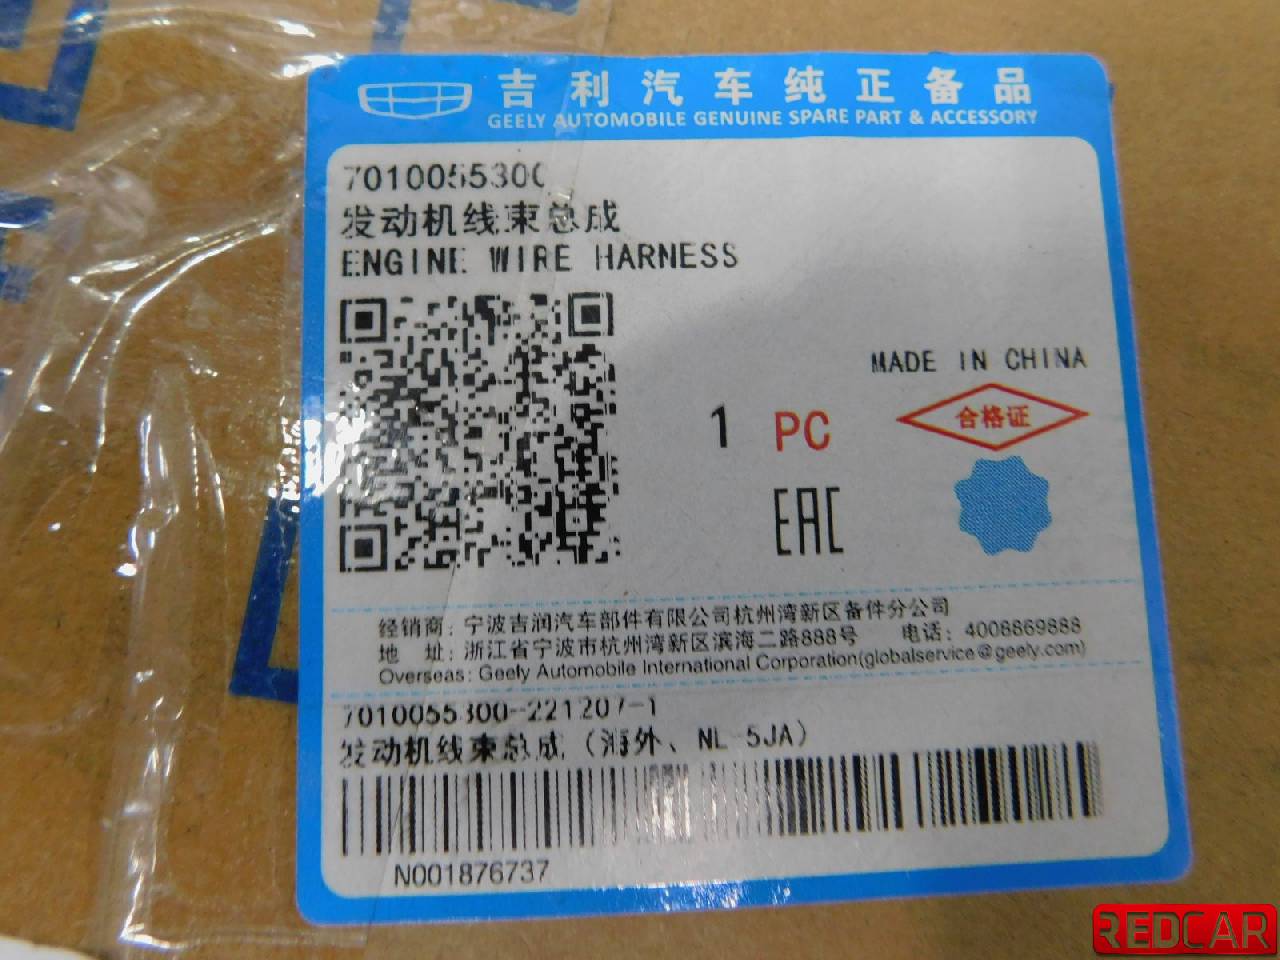 吉利汽车纯正备品
GEELY AUTOMOBILE GENUINE SPARE PART & ACCESSORY
7010055300
发动机线束总成
ENGINE WIRE HARNESS
MADE IN CHINA
合格证
1 PC
EAC
经销商：宁波吉润汽车部件有限公司杭州湾新区备件分公司
地 址：浙江省宁波市杭州湾新区滨海二路888号 电话：4008869888
Overseas: Geely Automobile International Corporation(globalservice@geely.com)
7010055300-221207-1
发动机线束总成（海外、NL-5JA）
N001876737
REDCAR